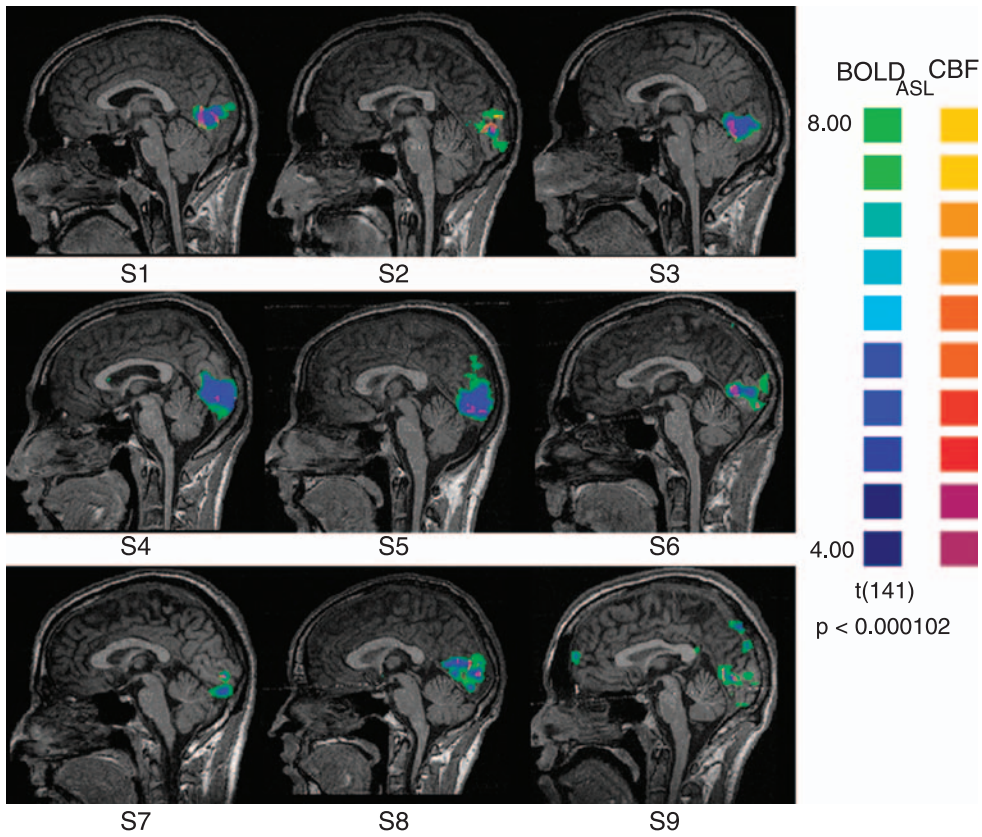 S1
S2
S3
S4
S5
S6
S7
S8
S9
BOLD ASL CBF
8.00
4.00
t(141)
p < 0.000102